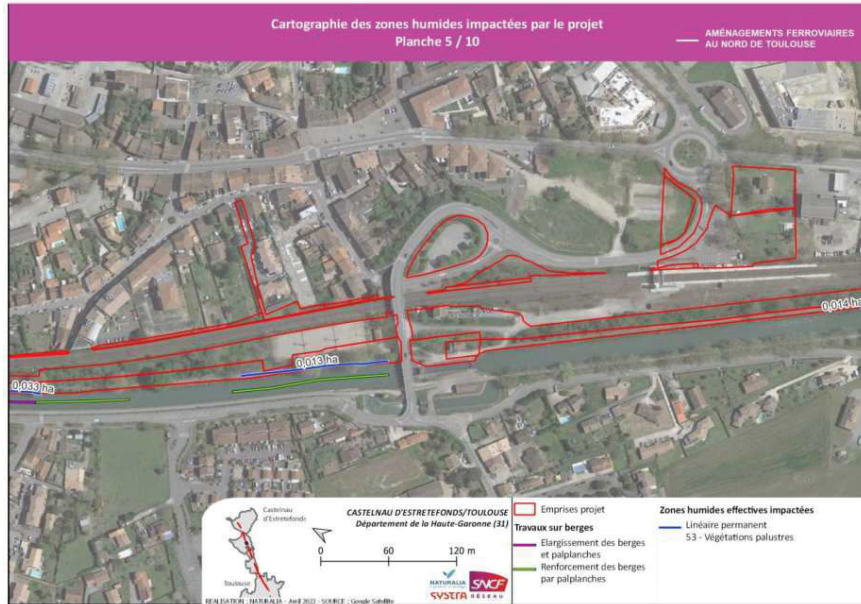 Cartographie des zones humides impactées par le projet
Planche 5 / 10
AMÉNAGEMENTS FERROVIAIRES
AU NORD DE TOULOUSE
0,014 ha
0,013 ha
0,033 ha
Castelnau
d'Estretefonds
Toulouse
CASTELNAU D'ESTRETEFONDS/TOULOUSE
Département de la Haute-Garonne (31)
0 60 120 m
NATURALIA
SYSTRA
SNCF
RÉSEAU
REALISATION : NATURALIA - Avril 2023 - SOURCE : Google Satellite
Emprises projet
Travaux sur berges
Elargissement des berges
et palplanches
Renforcement des berges
par palplanches
Zones humides effectives impactées
Linéaire permanent
53 - Végétations palustres